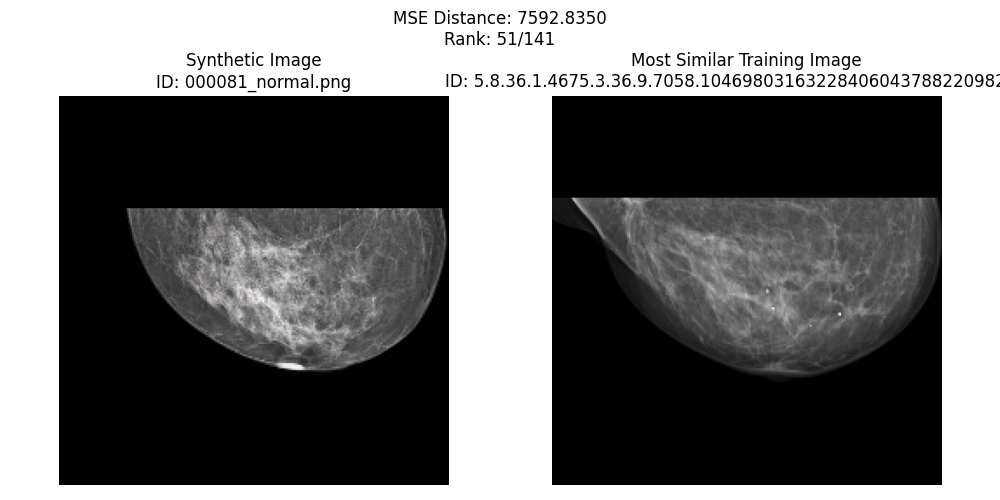 MSE Distance: 7592.8350
Rank: 51/141
Synthetic Image
ID: 000081_normal.png
Most Similar Training Image
ID: 5.8.36.1.4675.3.36.9.7058.10469803163228406043788220982